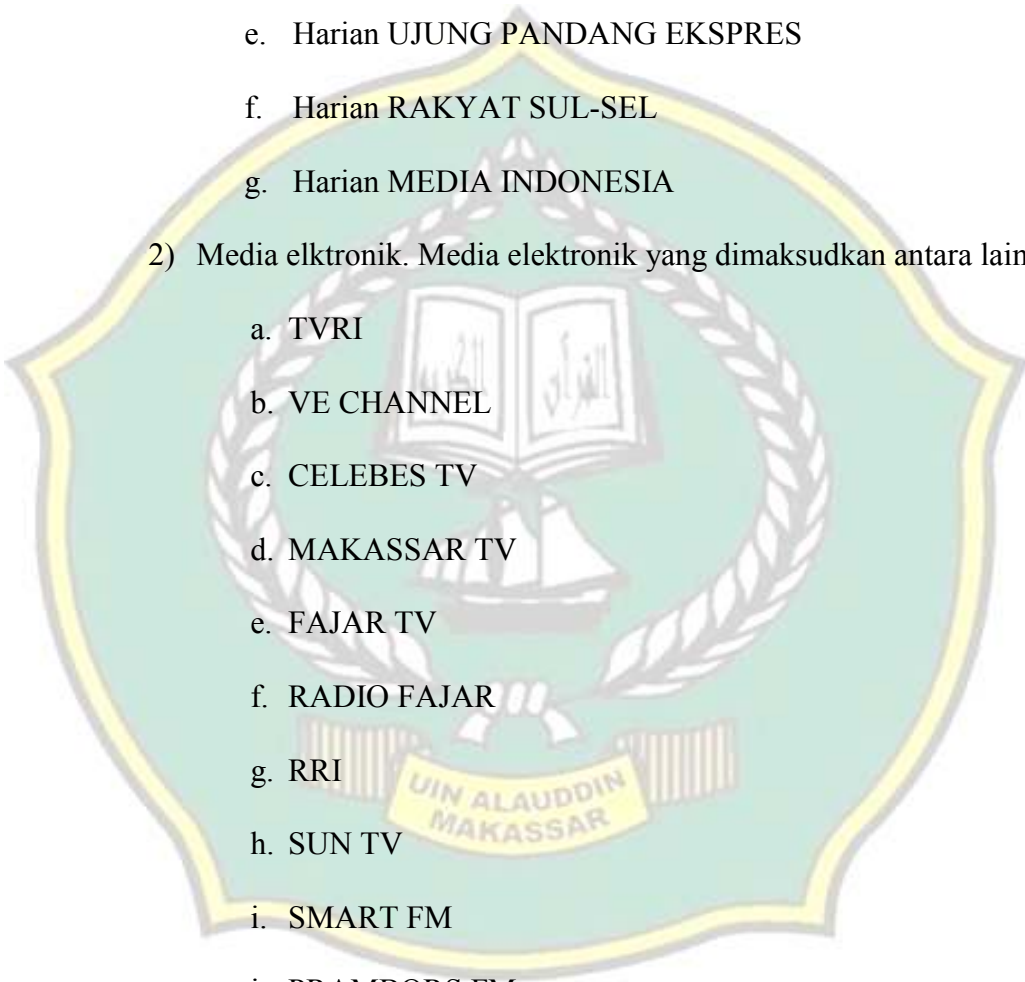 e. Harian UJUNG PANDANG EKSPRES
f. Harian RAKYAT SUL-SEL
g. Harian MEDIA INDONESIA
2) Media elktronik. Media elektronik yang dimaksudkan antara lain
القرآن
الكريم
a. TVRI
b. VE CHANNEL
c. CELEBES TV
d. MAKASSAR TV
e. FAJAR TV
f. RADIO FAJAR
g. RRI
UIN ALAUDDIN
MAKASSAR
h. SUN TV
i. SMART FM